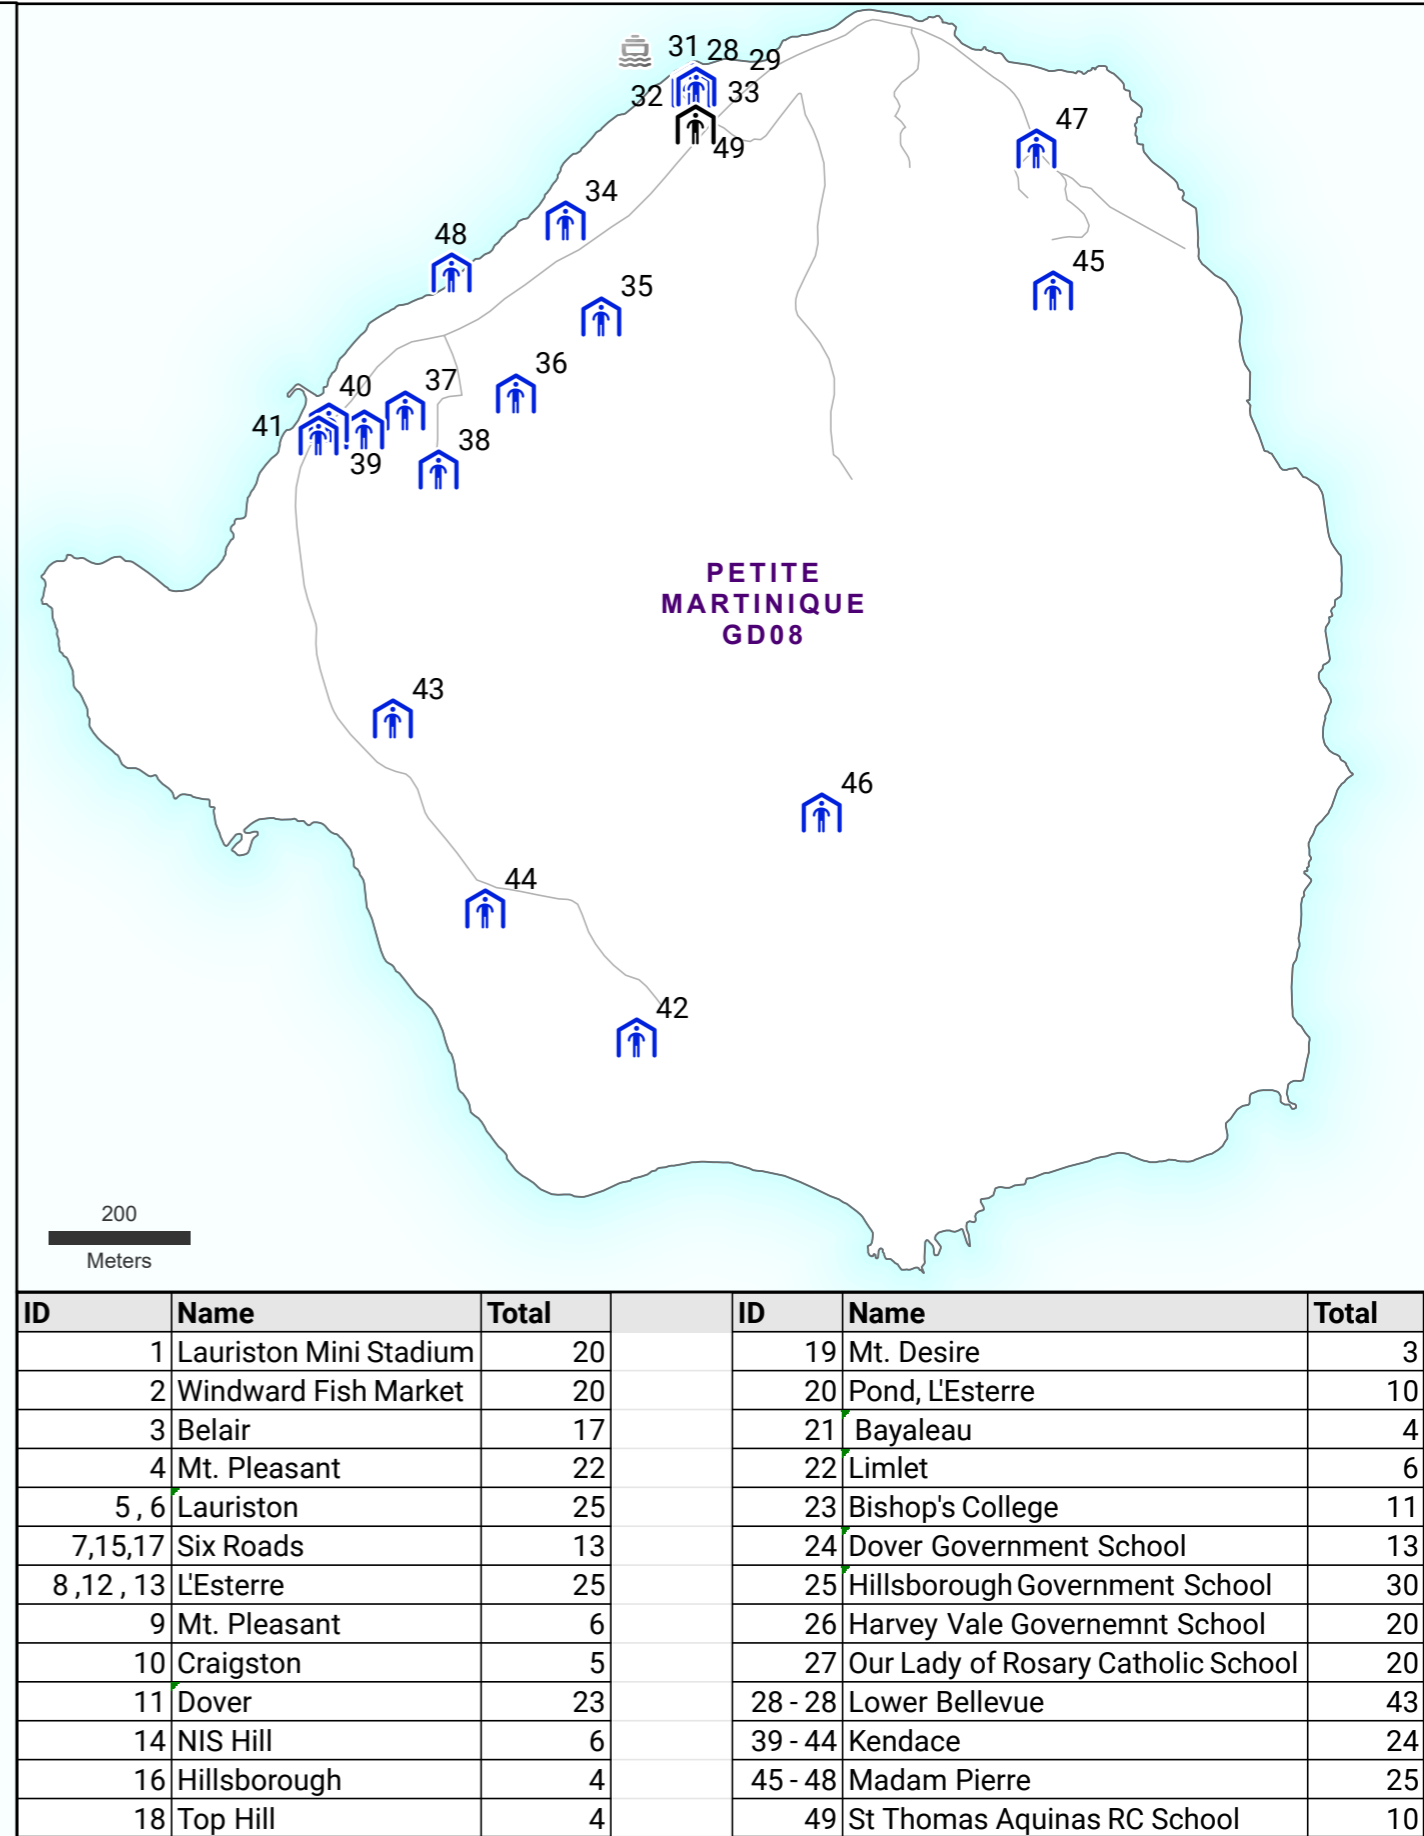 31 28 29
32 33
49
47
34
48
45
35
36
40 37
41
38
39
PETITE
MARTINIQUE
GD08
43
46
44
42
200
Meters
ID Name Total ID Name Total
1 Lauriston Mini Stadium 20 19 Mt. Desire 3
2 Windward Fish Market 20 20 Pond, L'Esterre 10
3 Belair 17 21 Bayaleau 4
4 Mt. Pleasant 22 22 Limlet 6
5 , 6 Lauriston 25 23 Bishop's College 11
7,15,17 Six Roads 13 24 Dover Government School 13
8 ,12 , 13 L'Esterre 25 25 Hillsborough Government School 30
9 Mt. Pleasant 6 26 Harvey Vale Governemnt School 20
10 Craigston 5 27 Our Lady of Rosary Catholic School 20
11 Dover 23 28 - 28 Lower Bellevue 43
14 NIS Hill 6 39 - 44 Kendace 24
16 Hillsborough 4 45 - 48 Madam Pierre 25
18 Top Hill 4 49 St Thomas Aquinas RC School 10